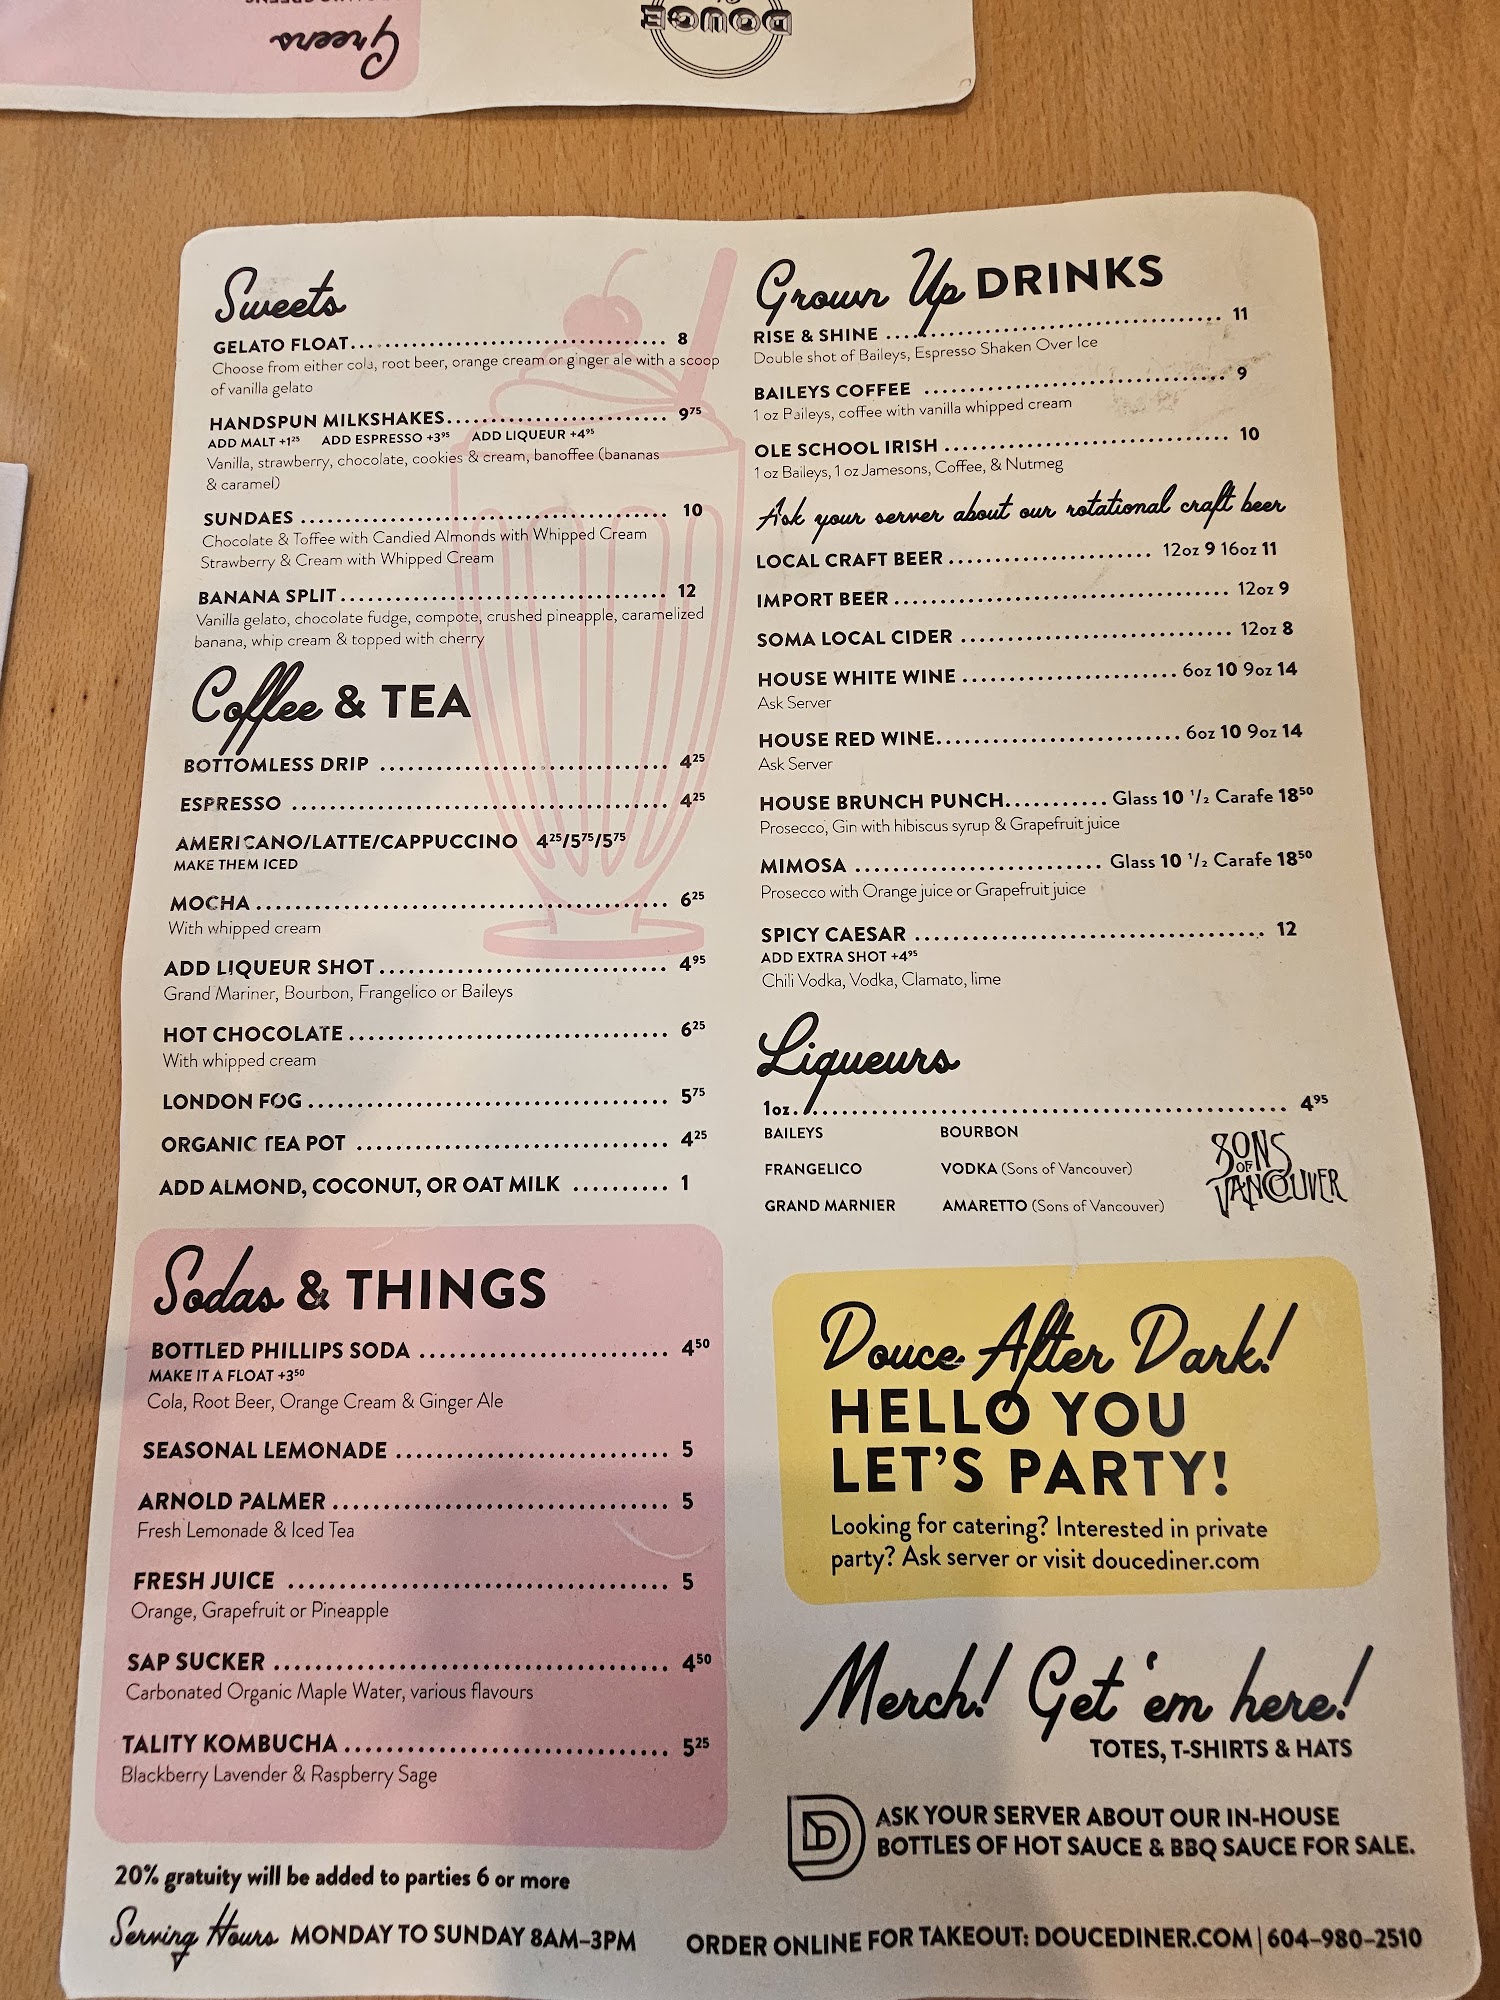 Greens
DOUCE
Sweets
GELATO FLOAT 8
Choose from either cola, root beer, orange cream or ginger ale with a scoop
of vanilla gelato
HANDSPUN MILKSHAKES 9⁷⁵
ADD MALT +1²⁵ ADD ESPRESSO +3⁹⁵ ADD LIQUEUR +4⁹⁵
Vanilla, strawberry, chocolate, cookies & cream, banoffee (bananas
& caramel)
SUNDAES 10
Chocolate & Toffee with Candied Almonds with Whipped Cream
Strawberry & Cream with Whipped Cream
BANANA SPLIT 12
Vanilla gelato, chocolate fudge, compote, crushed pineapple, caramelized
banana, whip cream & topped with cherry
Coffee & TEA
BOTTOMLESS DRIP 4²⁵
ESPRESSO 4²⁵
AMERICANO/LATTE/CAPPUCCINO 4²⁵/5⁷⁵/5⁷⁵
MAKE THEM ICED
MOCHA 6²⁵
With whipped cream
ADD LIQUEUR SHOT 4⁹⁵
Grand Mariner, Bourbon, Frangelico or Baileys
HOT CHOCOLATE 6²⁵
With whipped cream
LONDON FOG 5⁷⁵
ORGANIC TEA POT 4²⁵
ADD ALMOND, COCONUT, OR OAT MILK 1
Sodas & THINGS
BOTTLED PHILLIPS SODA 4⁵⁰
MAKE IT A FLOAT +3⁵⁰
Cola, Root Beer, Orange Cream & Ginger Ale
SEASONAL LEMONADE 5
ARNOLD PALMER 5
Fresh Lemonade & Iced Tea
FRESH JUICE 5
Orange, Grapefruit or Pineapple
SAP SUCKER 4⁵⁰
Carbonated Organic Maple Water, various flavours
TALITY KOMBUCHA 5²⁵
Blackberry Lavender & Raspberry Sage
20% gratuity will be added to parties 6 or more
Serving Hours MONDAY TO SUNDAY 8AM-3PM
Grown Up DRINKS
RISE & SHINE 11
Double shot of Baileys, Espresso Shaken Over Ice
BAILEYS COFFEE 9
1 oz Baileys, coffee with vanilla whipped cream
OLE SCHOOL IRISH 10
1 oz Baileys, 1 oz Jamesons, Coffee, & Nutmeg
Ask your server about our rotational craft beer
LOCAL CRAFT BEER 12oz 9 16oz 11
IMPORT BEER 12oz 9
SOMA LOCAL CIDER 12oz 8
HOUSE WHITE WINE 6oz 10 9oz 14
Ask Server
HOUSE RED WINE 6oz 10 9oz 14
Ask Server
HOUSE BRUNCH PUNCH Glass 10 ½ Carafe 18⁵⁰
Prosecco, Gin with hibiscus syrup & Grapefruit juice
MIMOSA Glass 10 ½ Carafe 18⁵⁰
Prosecco with Orange juice or Grapefruit juice
SPICY CAESAR 12
ADD EXTRA SHOT +4⁹⁵
Chili Vodka, Vodka, Clamato, lime
Liqueurs
1oz. 4⁹⁵
BAILEYS BOURBON
FRANGELICO VODKA (Sons of Vancouver)
GRAND MARNIER AMARETTO (Sons of Vancouver)
SONS
OF
VANCOUVER
Douce After Dark!
HELLO YOU
LET'S PARTY!
Looking for catering? Interested in private
party? Ask server or visit doucediner.com
Merch! Get 'em here!
TOTES, T-SHIRTS & HATS
D ASK YOUR SERVER ABOUT OUR IN-HOUSE
BOTTLES OF HOT SAUCE & BBQ SAUCE FOR SALE.
ORDER ONLINE FOR TAKEOUT: DOUCEDINER.COM | 604-980-2510